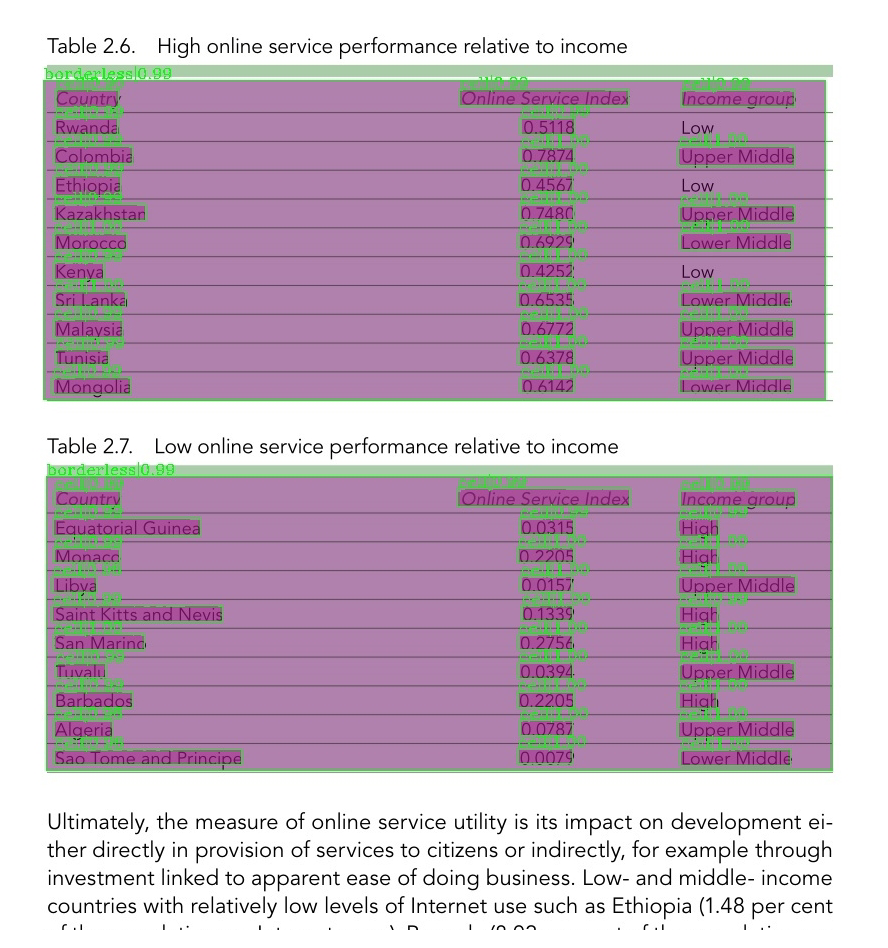 Table 2.6. High online service performance relative to income
borderless|0.99
Country Online Service Index Income group
Rwanda 0.5118 Low
Colombia 0.7874 Upper Middle
Ethiopia 0.4567 Low
Kazakhstan 0.7480 Upper Middle
Morocco 0.6929 Lower Middle
Kenya 0.4252 Low
Sri Lanka 0.6535 Lower Middle
Malaysia 0.6772 Upper Middle
Tunisia 0.6378 Upper Middle
Mongolia 0.6142 Lower Middle
Table 2.7. Low online service performance relative to income
borderless|0.99
Country Online Service Index Income group
Equatorial Guinea 0.0315 High
Monaco 0.2205 High
Libya 0.0157 Upper Middle
Saint Kitts and Nevis 0.1339 High
San Marino 0.2756 High
Tuvalu 0.0394 Upper Middle
Barbados 0.2205 High
Algeria 0.0787 Upper Middle
Sao Tome and Principe 0.0079 Lower Middle
Ultimately, the measure of online service utility is its impact on development ei-
ther directly in provision of services to citizens or indirectly, for example through
investment linked to apparent ease of doing business. Low- and middle- income
countries with relatively low levels of Internet use such as Ethiopia (1.48 per cent